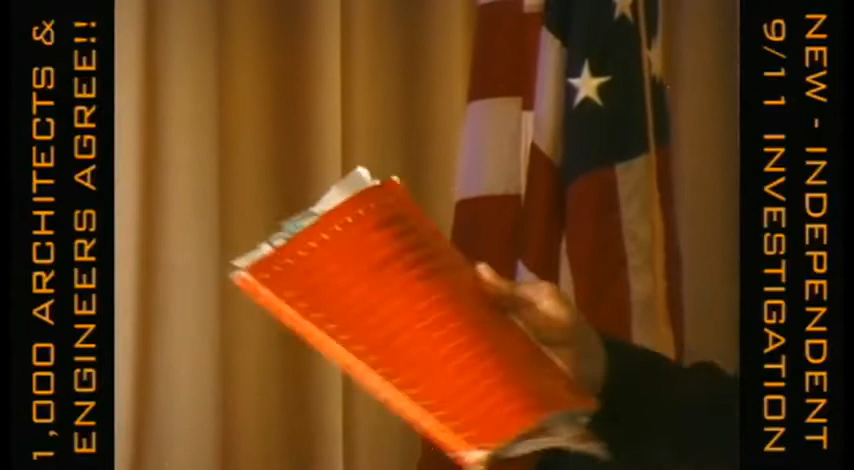 1,000 ARCHITECTS &
ENGINEERS AGREE!!
NEW - INDEPENDENT
9/11 INVESTIGATION